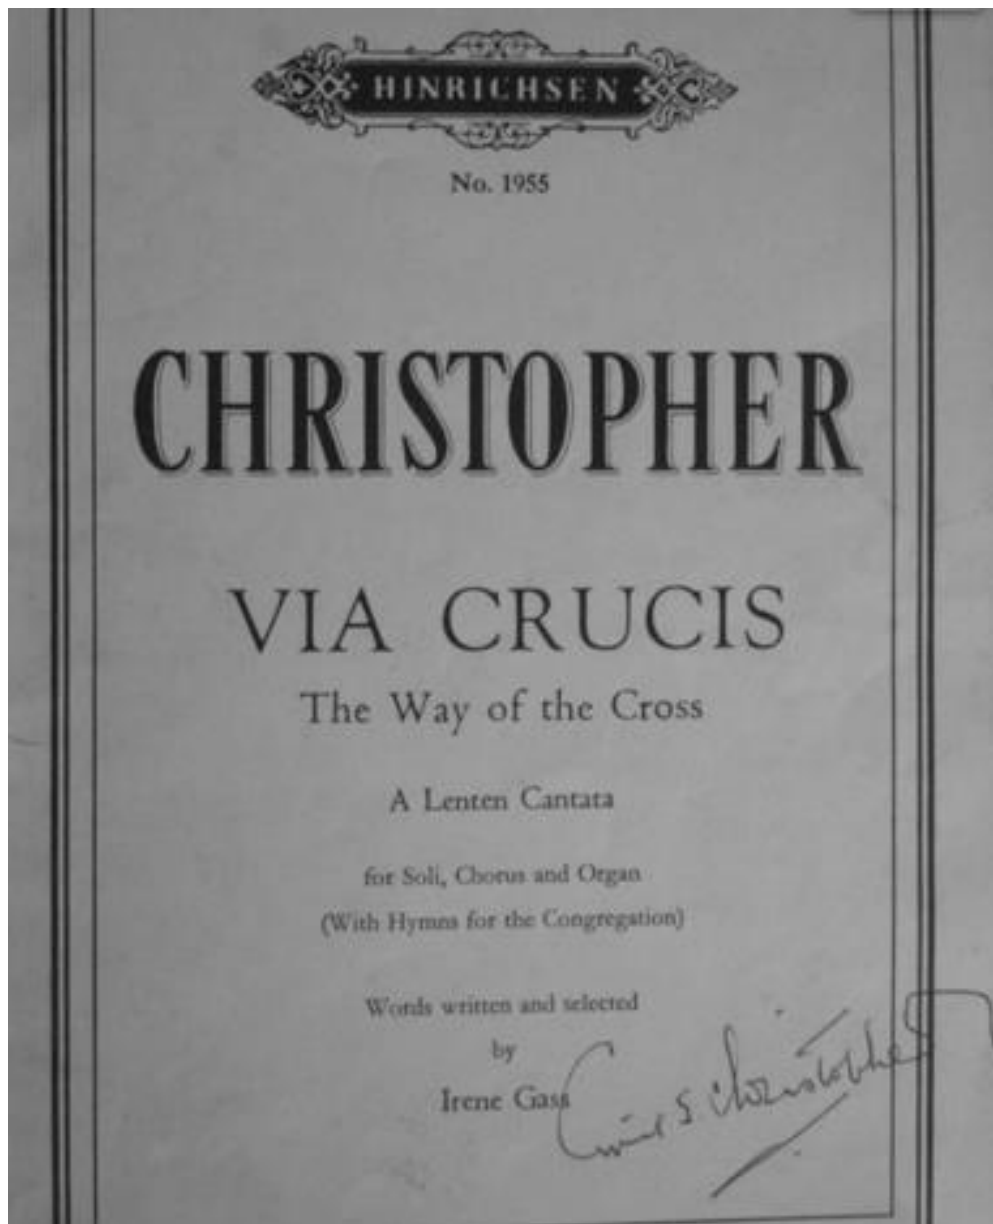 HINRICHSEN
No. 1955
CHRISTOPHER
VIA CRUCIS
The Way of the Cross
A Lenten Cantata
for Soli, Chorus and Organ
(With Hymns for the Congregation)
Words written and selected
by
Irene Gass
S Christopher